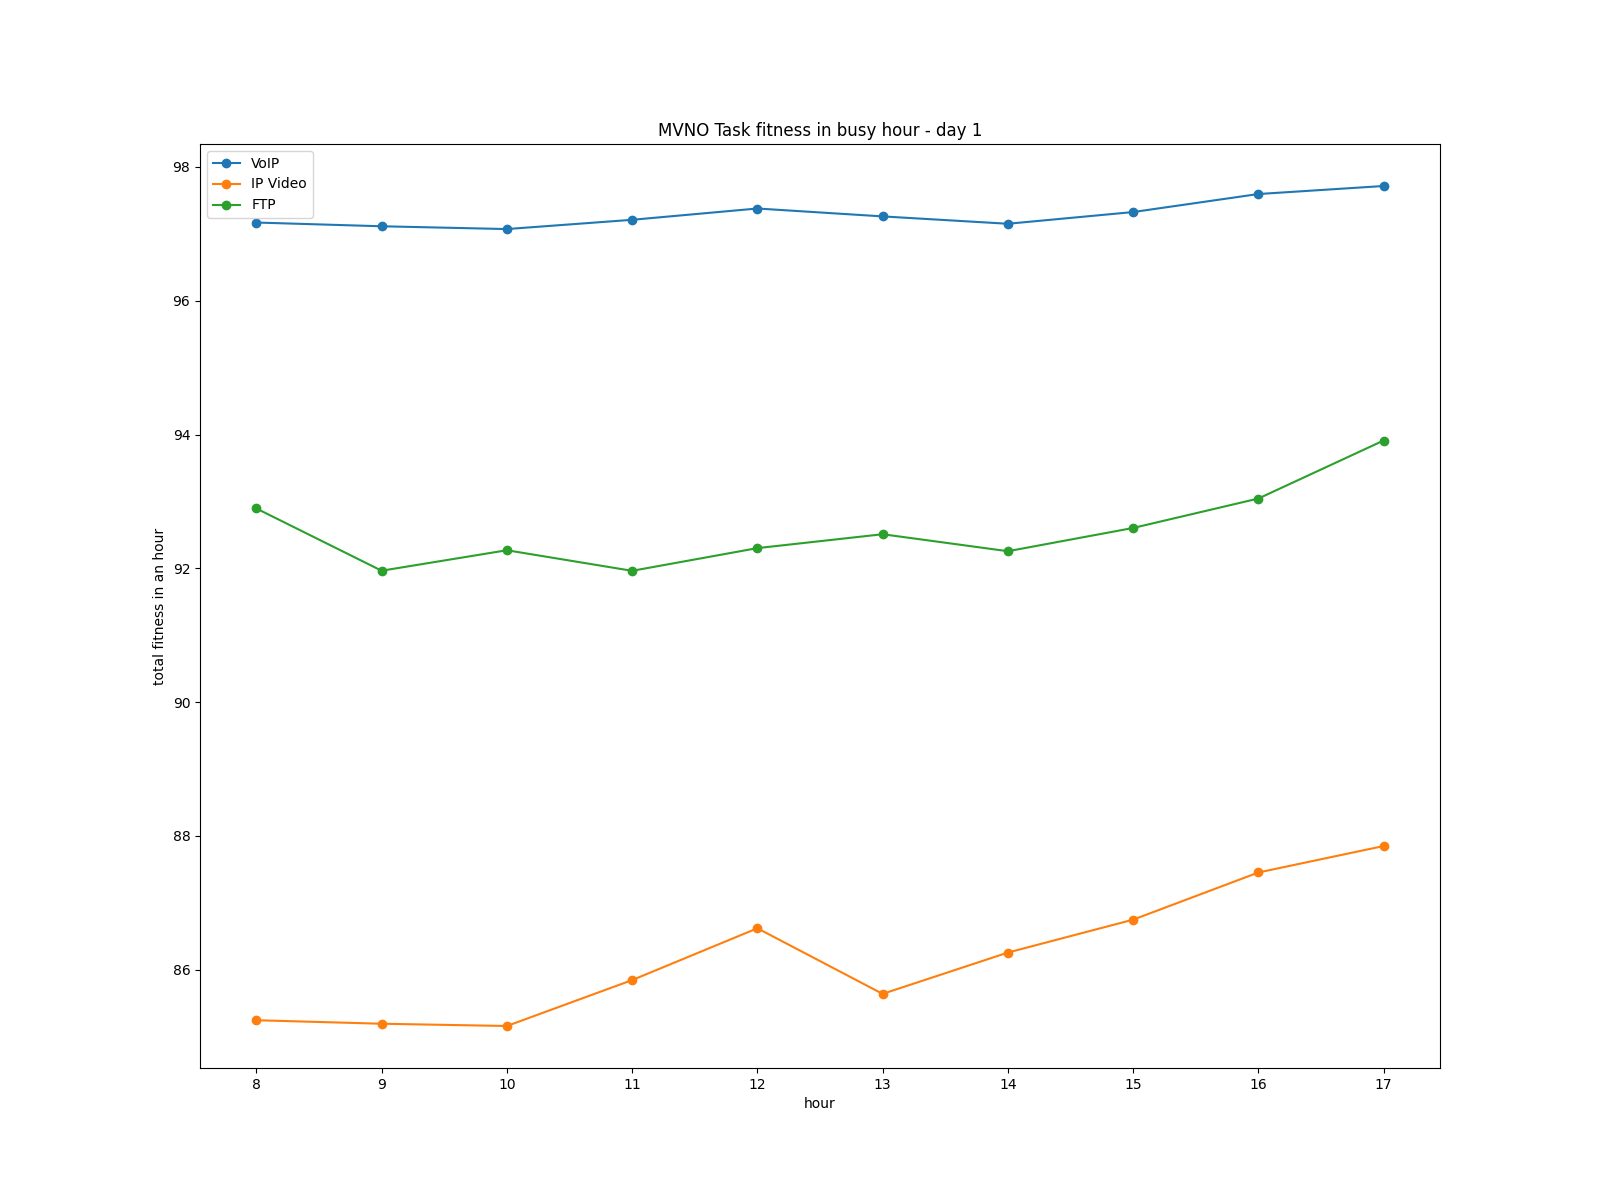 MVNO Task fitness in busy hour - day 1
VoIP
IP Video
FTP
98
96
94
92
90
88
86
total fitness in an hour
8 9 10 11 12 13 14 15 16 17
hour